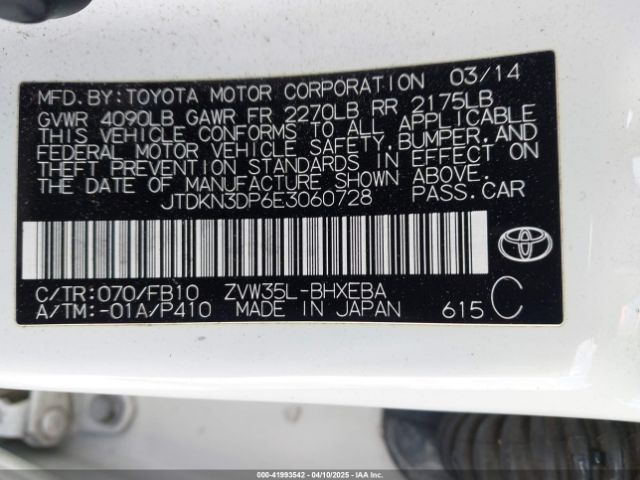 MFD.BY:TOYOTA MOTOR CORPORATION 03/14
GVWR 4090LB GAWR FR 2270LB RR 2175LB
THIS VEHICLE CONFORMS TO ALL APPLICABLE
FEDERAL MOTOR VEHICLE SAFETY,BUMPER,AND
THEFT PREVENTION STANDARDS IN EFFECT ON
THE DATE OF MANUFACTURE SHOWN ABOVE.
JTDKN3DP6E3060728 PASS.CAR
C/TR:070/FB10 ZVW35L-BHXEBA
A/TM:-01A/P410 MADE IN JAPAN 615 C
000-41993542 - 04/10/2025 - IAA Inc.